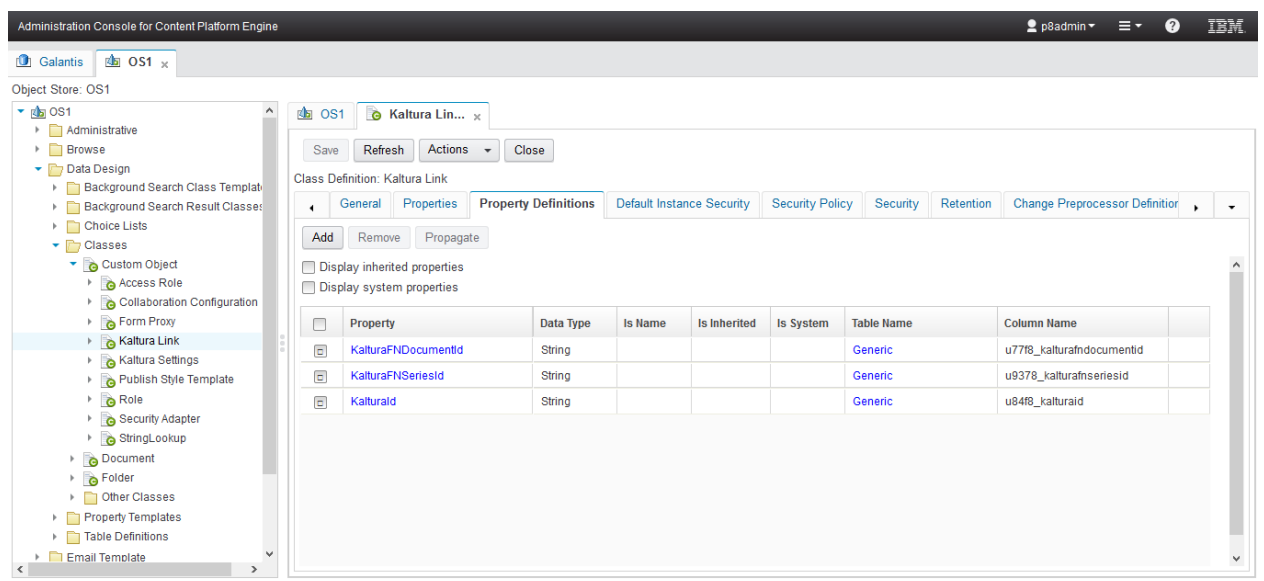 Administration Console for Content Platform Engine
p8admin
IBM
Galantis
OS1
Object Store: OS1
OS1
Administrative
Browse
Data Design
Background Search Class Templat
Background Search Result Classes
Choice Lists
Classes
Custom Object
Access Role
Collaboration Configuration
Form Proxy
Kaltura Link
Kaltura Settings
Publish Style Template
Role
Security Adapter
StringLookup
Document
Folder
Other Classes
Property Templates
Table Definitions
Email Template
OS1
Kaltura Lin...
Save Refresh Actions Close
Class Definition: Kaltura Link
General Properties Property Definitions Default Instance Security Security Policy Security Retention Change Preprocessor Definition
Add Remove Propagate
Display inherited properties
Display system properties
Property Data Type Is Name Is Inherited Is System Table Name Column Name
KalturaFNDocumentId String Generic u77f8_kalturafndocumentid
KalturaFNSeriesId String Generic u9378_kalturafnseriesid
KalturaId String Generic u84f8_kalturaid